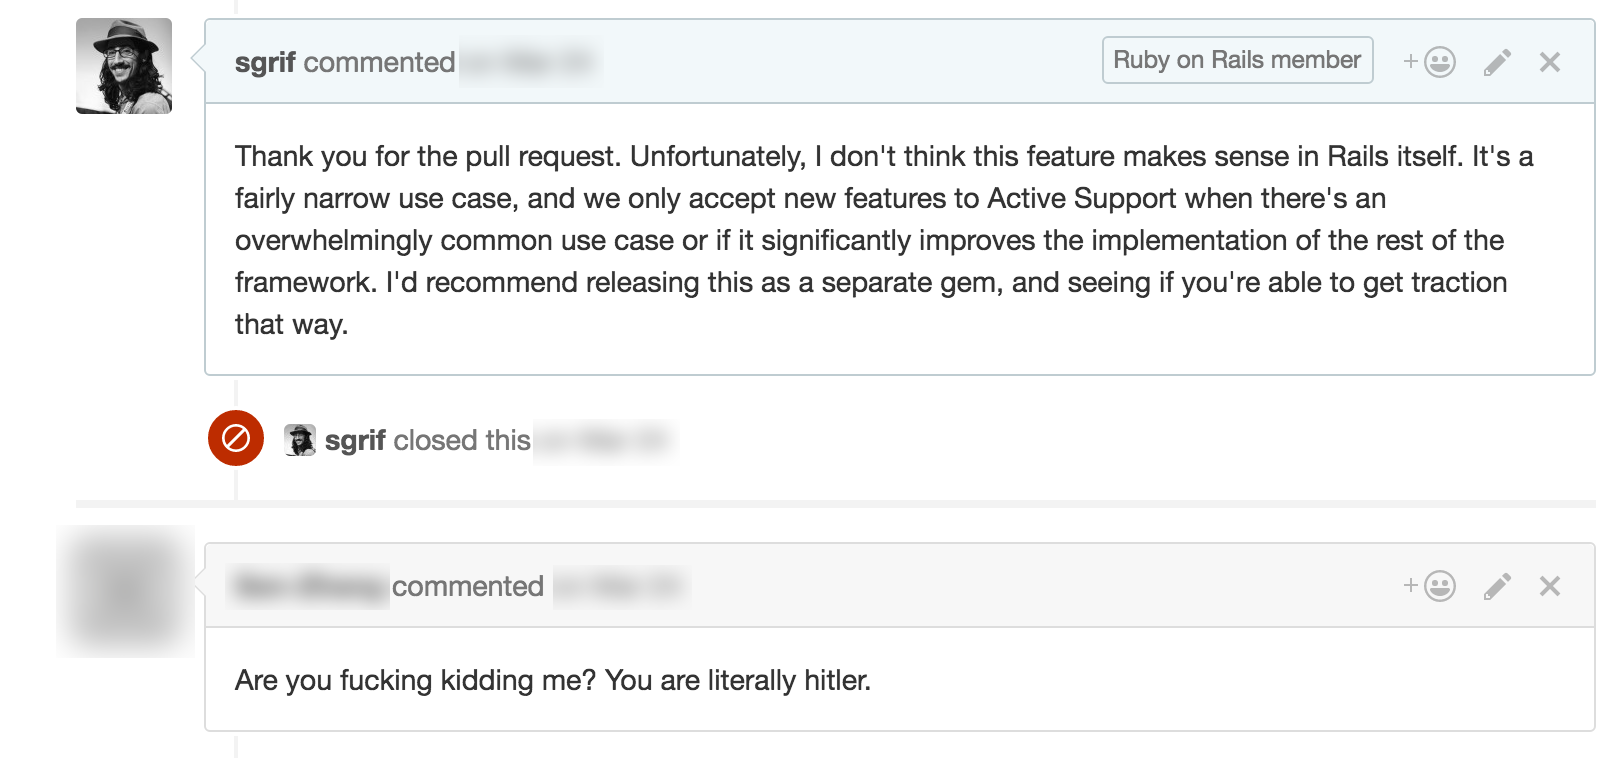 sgrif commented
Ruby on Rails member
Thank you for the pull request. Unfortunately, I don't think this feature makes sense in Rails itself. It's a
fairly narrow use case, and we only accept new features to Active Support when there's an
overwhelmingly common use case or if it significantly improves the implementation of the rest of the
framework. I'd recommend releasing this as a separate gem, and seeing if you're able to get traction
that way.
sgrif closed this
commented
Are you fucking kidding me? You are literally hitler.